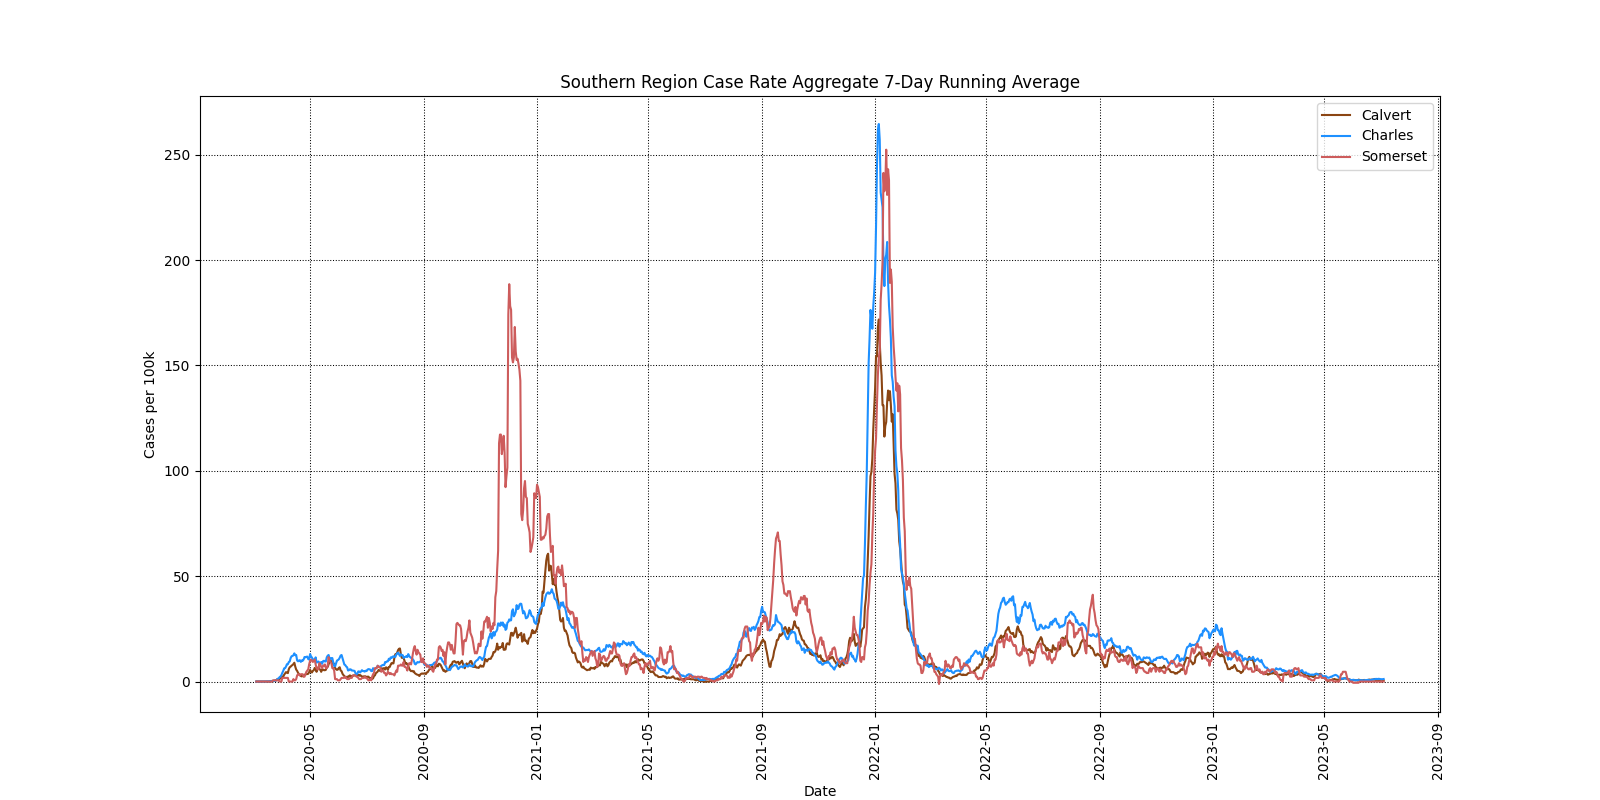 Southern Region Case Rate Aggregate 7-Day Running Average
Calvert
Charles
Somerset
Cases per 100k
250
200
150
100
50
0
2020-05
2020-09
2021-01
2021-05
2021-09
2022-01
2022-05
2022-09
2023-01
2023-05
2023-09
Date